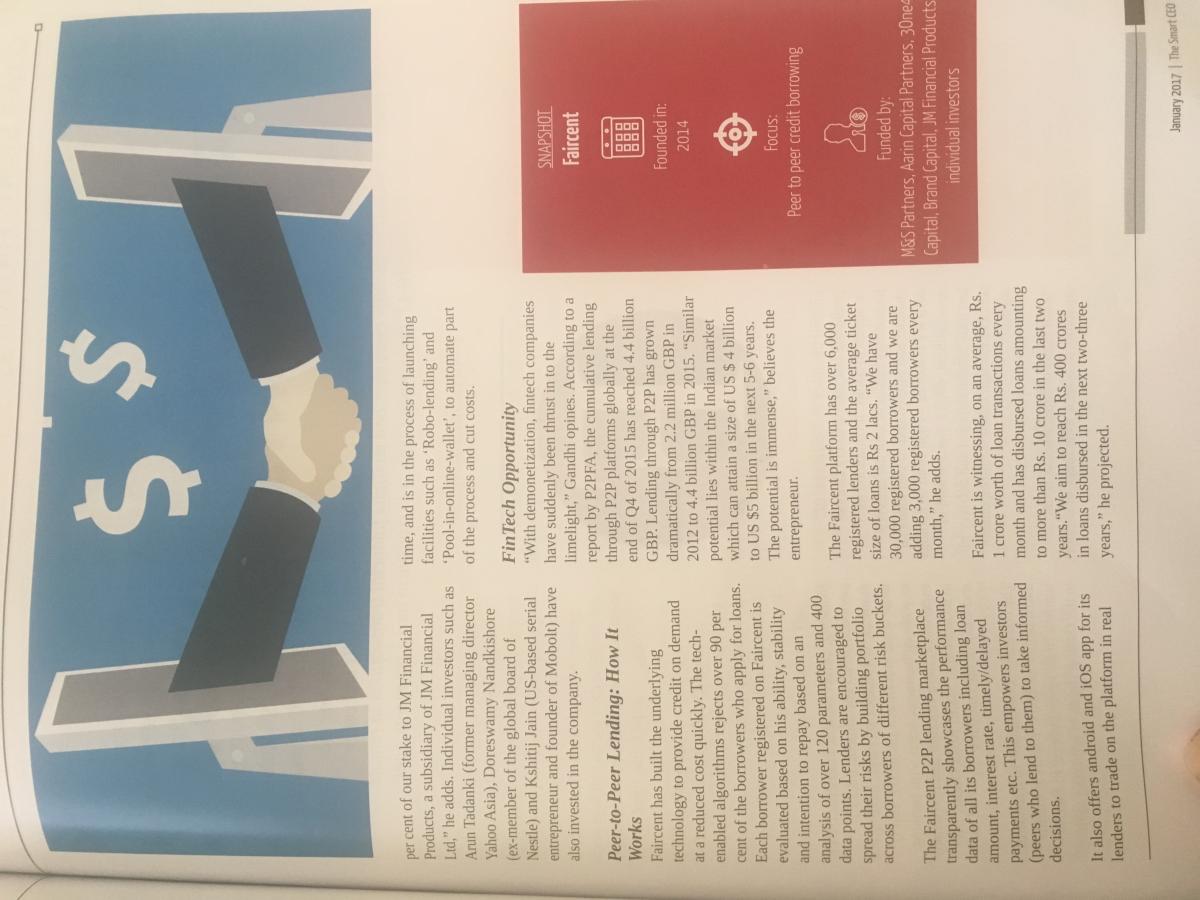 per cent of our stake to JM Financial
Products, a subsidiary of JM Financial
Ltd,” he adds. Individual investors such as
Arun Tadanki (former managing director
Yahoo Asia), Doreswamy Nandkishore
(ex-member of the global board of
Nestle) and Kshitij Jain (US-based serial
entrepreneur and founder of Mobolt) have
also invested in the company.
Peer-to-Peer Lending: How It
Works
Faircent has built the underlying
technology to provide credit on demand
at a reduced cost quickly. The tech-
enabled algorithms rejects over 90 per
cent of the borrowers who apply for loans.
Each borrower registered on Faircent is
evaluated based on his ability, stability
and intention to repay based on an
analysis of over 120 parameters and 400
data points. Lenders are encouraged to
spread their risks by building portfolio
across borrowers of different risk buckets.
The Faircent P2P lending marketplace
transparently showcases the performance
data of all its borrowers including loan
amount, interest rate, timely/delayed
payments etc. This empowers investors
(peers who lend to them) to take informed
decisions.
It also offers android and iOS app for its
lenders to trade on the platform in real
time, and is in the process of launching
facilities such as ‘Robo-lending’ and
‘Pool-in-online-wallet’, to automate part
of the process and cut costs.
FinTech Opportunity
“With demonetization, fintech companies
have suddenly been thrust in to the
limelight,” Gandhi opines. According to a
report by P2PFA, the cumulative lending
through P2P platforms globally at the
end of Q4 of 2015 has reached 4.4 billion
GBP. Lending through P2P has grown
dramatically from 2.2 million GBP in
2012 to 4.4 billion GBP in 2015. “Similar
potential lies within the Indian market
which can attain a size of US $ 4 billion
to US $5 billion in the next 5-6 years.
The potential is immense,” believes the
entrepreneur.
The Faircent platform has over 6,000
registered lenders and the average ticket
size of loans is Rs 2 lacs. “We have
30,000 registered borrowers and we are
adding 3,000 registered borrowers every
month,” he adds.
Faircent is witnessing, on an average, Rs.
1 crore worth of loan transactions every
month and has disbursed loans amounting
to more than Rs. 10 crore in the last two
years.“We aim to reach Rs. 400 crores
in loans disbursed in the next two-three
years,” he projected.
SNAPSHOT
Faircent
Founded in:
2014
Focus:
Peer to peer credit borrowing
Funded by:
M&S Partners, Aarin Capital Partners, 3One4
Capital, Brand Capital, JM Financial Products
individual investors
January 2017 | The Smart CEO
$ $